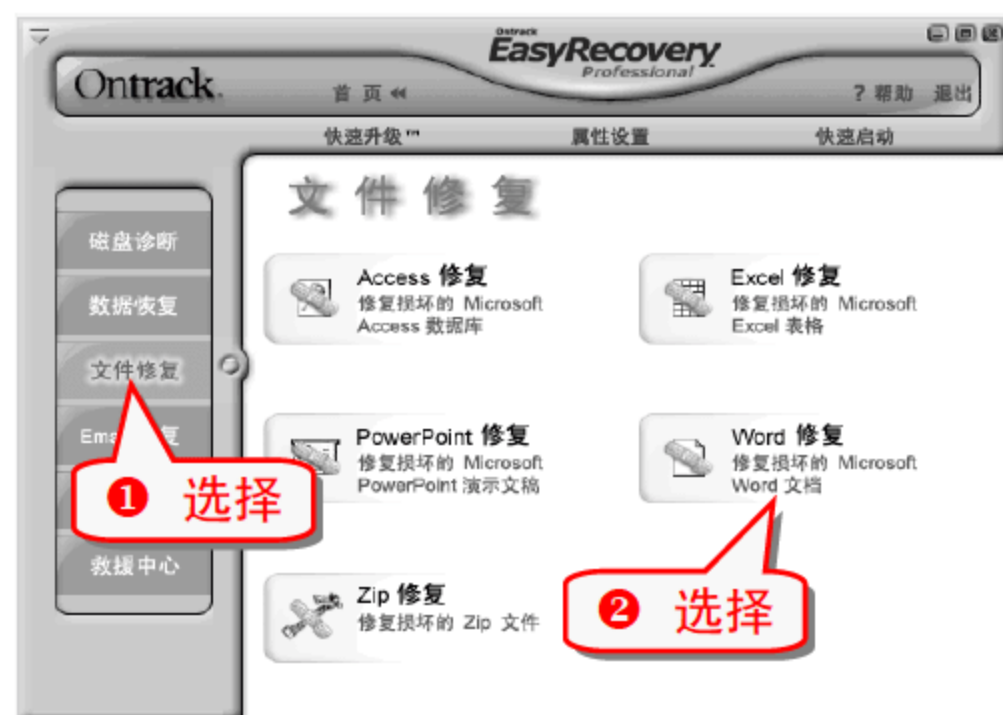 Ontrack
EasyRecovery
Professional
Ontrack.
首 页
? 帮助 退出
快速升级™ 属性设置 快速启动
文件修复
磁盘诊断
数据恢复
文件修复
Ema 复
救援中心
Access 修复
修复损坏的 Microsoft
Access 数据库
Excel 修复
修复损坏的 Microsoft
Excel 表格
PowerPoint 修复
修复损坏的 Microsoft
PowerPoint 演示文稿
Word 修复
修复损坏的 Microsoft
Word 文档
Zip 修复
修复损坏的 Zip 文件
❶ 选择
❷ 选择